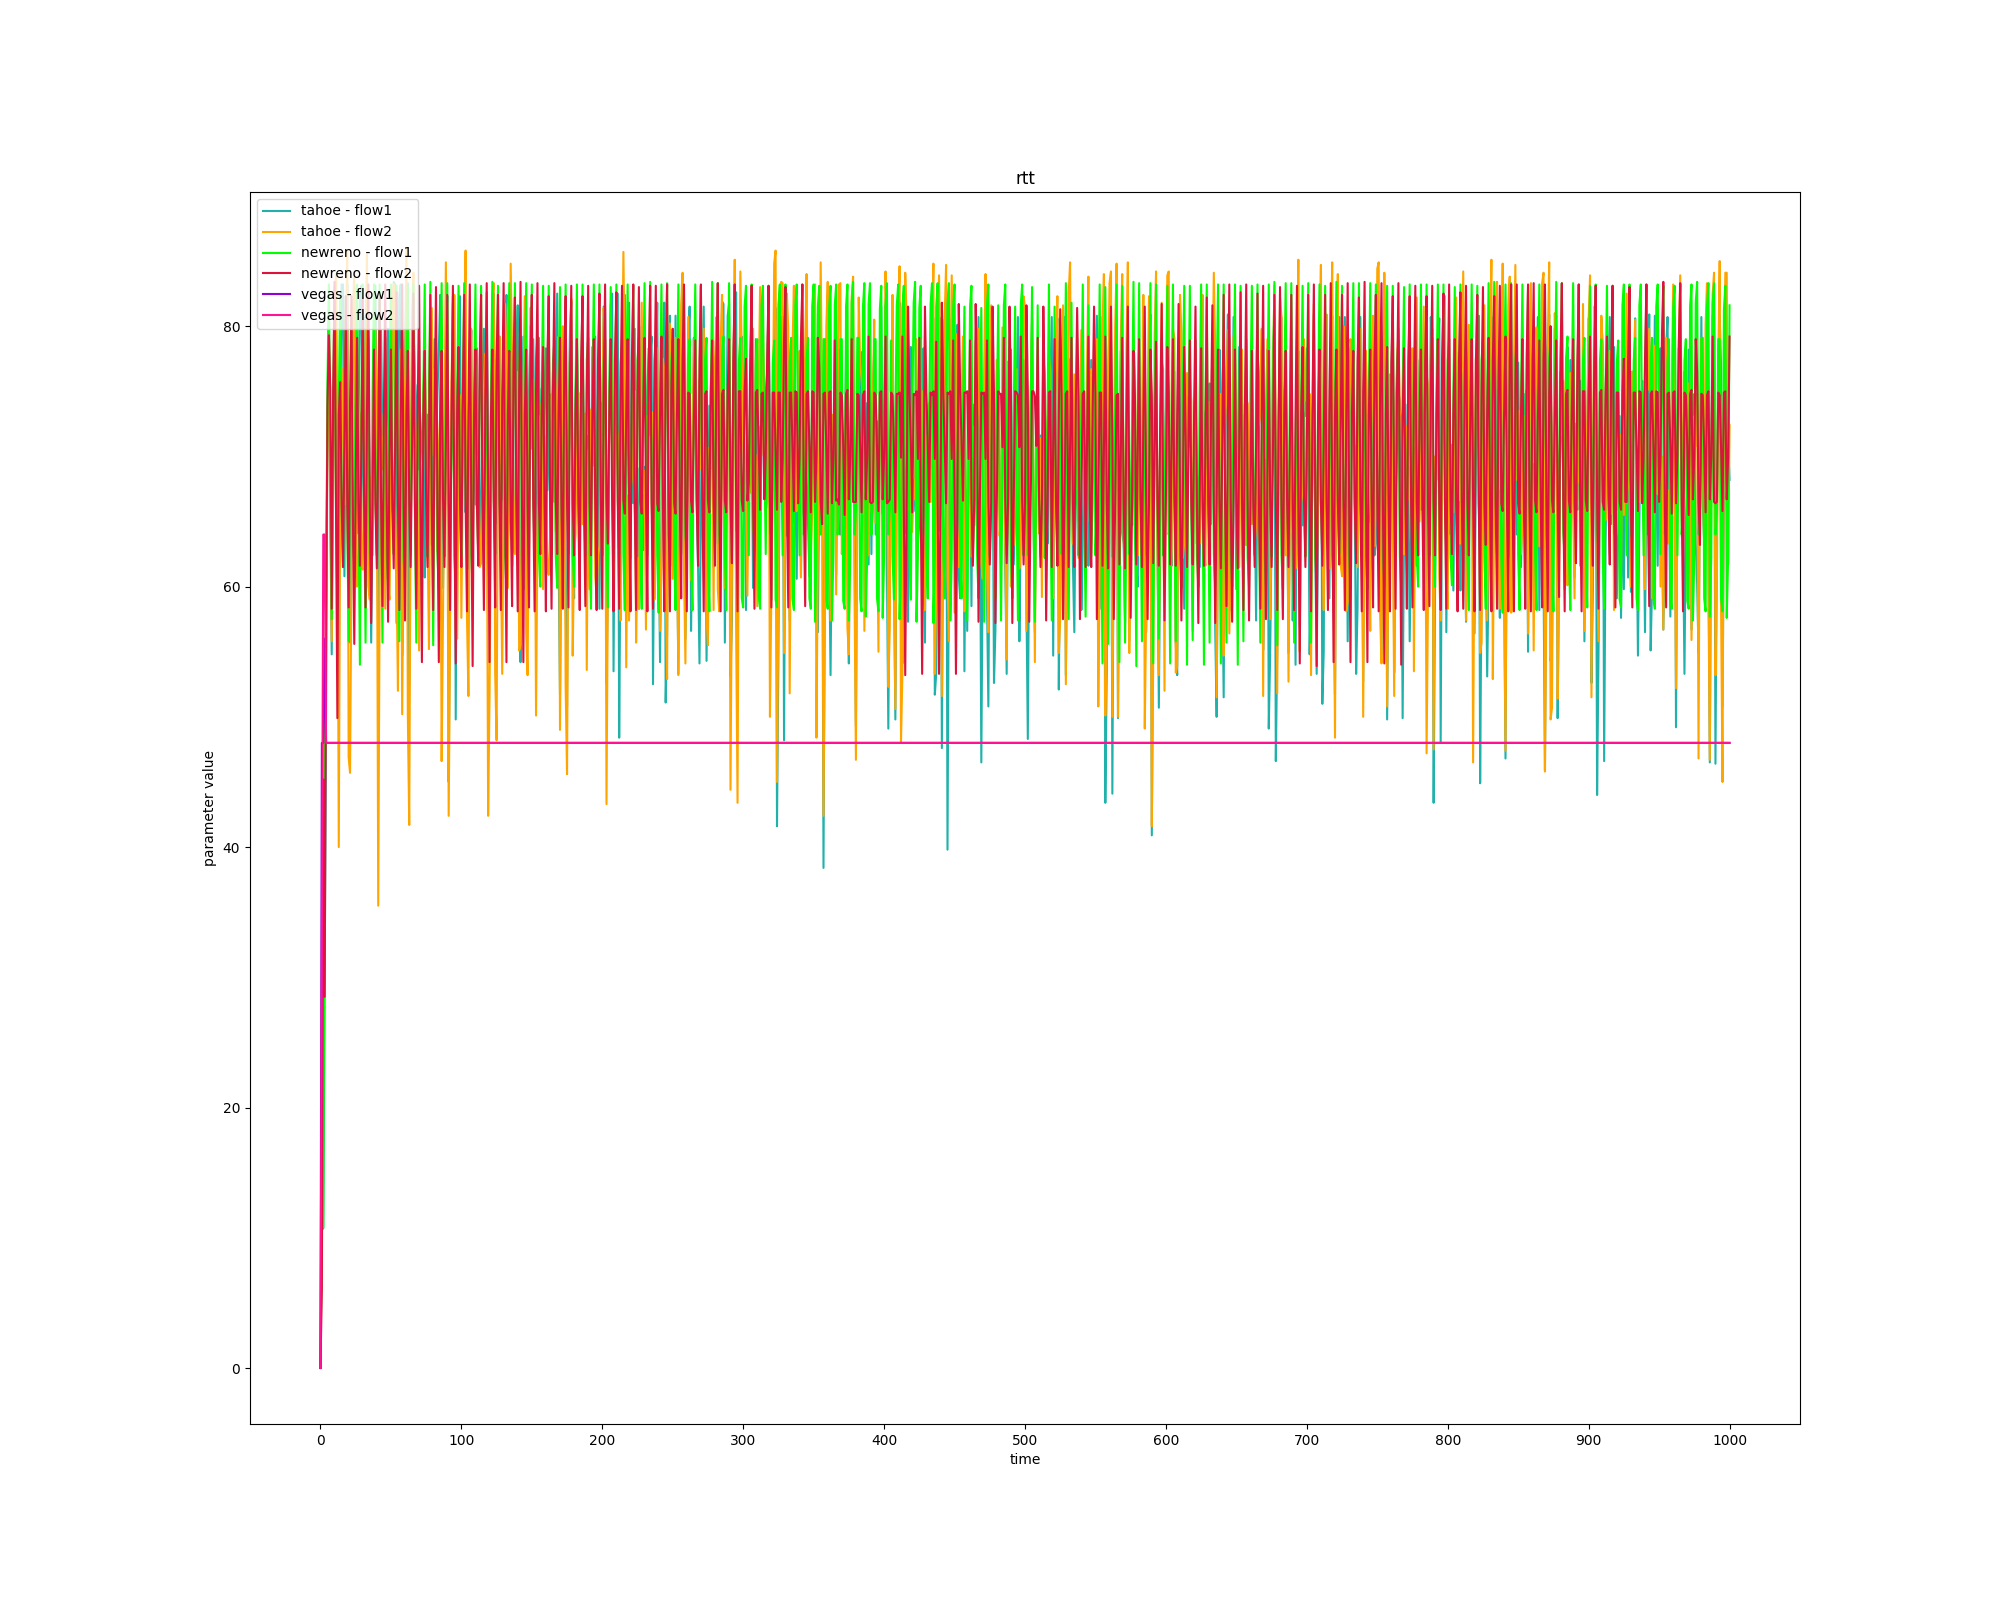 rtt
tahoe - flow1
tahoe - flow2
newreno - flow1
newreno - flow2
vegas - flow1
vegas - flow2
80
60
40
20
0
parameter value
0 100 200 300 400 500 600 700 800 900 1000
time